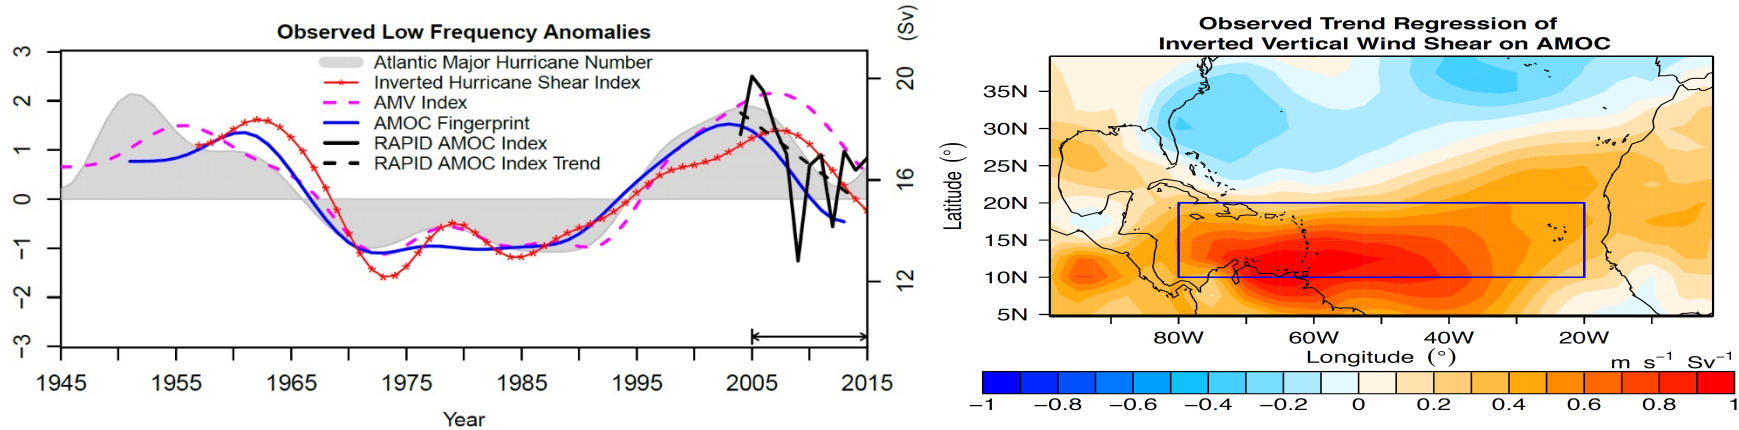 Observed Low Frequency Anomalies
(Sv)
3
2
1
0
−1
−2
−3
Atlantic Major Hurricane Number
Inverted Hurricane Shear Index
AMV Index
AMOC Fingerprint
RAPID AMOC Index
RAPID AMOC Index Trend
20
16
12
1945 1955 1965 1975 1985 1995 2005 2015
Year
Observed Trend Regression of
Inverted Vertical Wind Shear on AMOC
Latitude (°)
35N
30N
25N
20N
15N
10N
5N
80W 60W 40W 20W
Longitude (°)
m s⁻¹ Sv⁻¹
−1 −0.8 −0.6 −0.4 −0.2 0 0.2 0.4 0.6 0.8 1